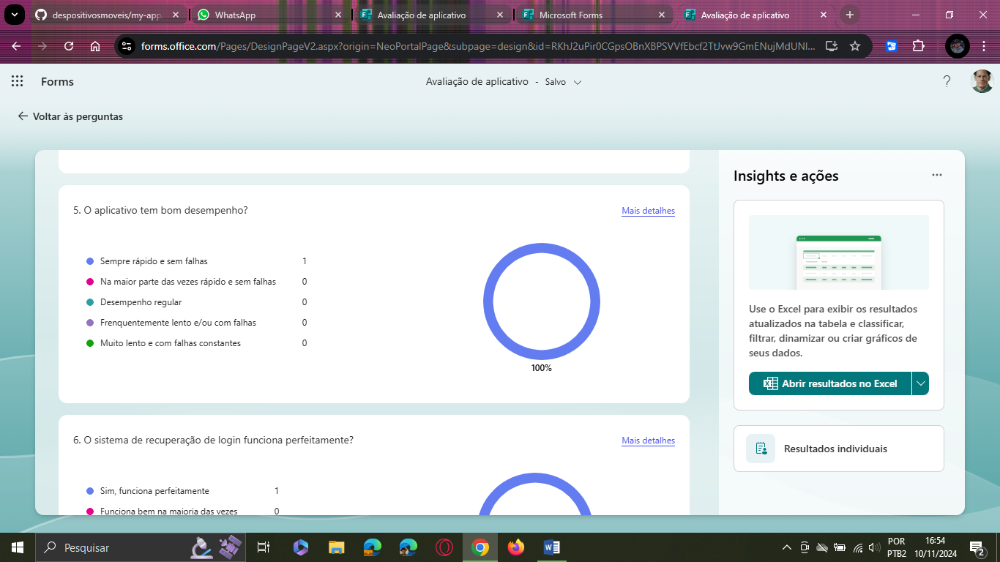 despositivosmoveis/my-app
WhatsApp
Avaliação de aplicativo
Microsoft Forms
Avaliação de aplicativo
forms.office.com/Pages/DesignPageV2.aspx?origin=NeoPortalPage&subpage=design&id=RKhJ2uPir0CGpsOBnXBPSVVfEbcf2TtJvw9GmENujMdUNI...
Forms
Avaliação de aplicativo - Salvo
?
Voltar às perguntas
5. O aplicativo tem bom desempenho?
Mais detalhes
Sempre rápido e sem falhas 1
Na maior parte das vezes rápido e sem falhas 0
Desempenho regular 0
Frenquentemente lento e/ou com falhas 0
Muito lento e com falhas constantes 0
100%
6. O sistema de recuperação de login funciona perfeitamente?
Mais detalhes
Sim, funciona perfeitamente 1
Funciona bem na maioria das vezes 0
Insights e ações
Use o Excel para exibir os resultados
atualizados na tabela e classificar,
filtrar, dinamizar ou criar gráficos de
seus dados.
Abrir resultados no Excel
Resultados individuais
Pesquisar
POR
PTB2
16:54
10/11/2024
2